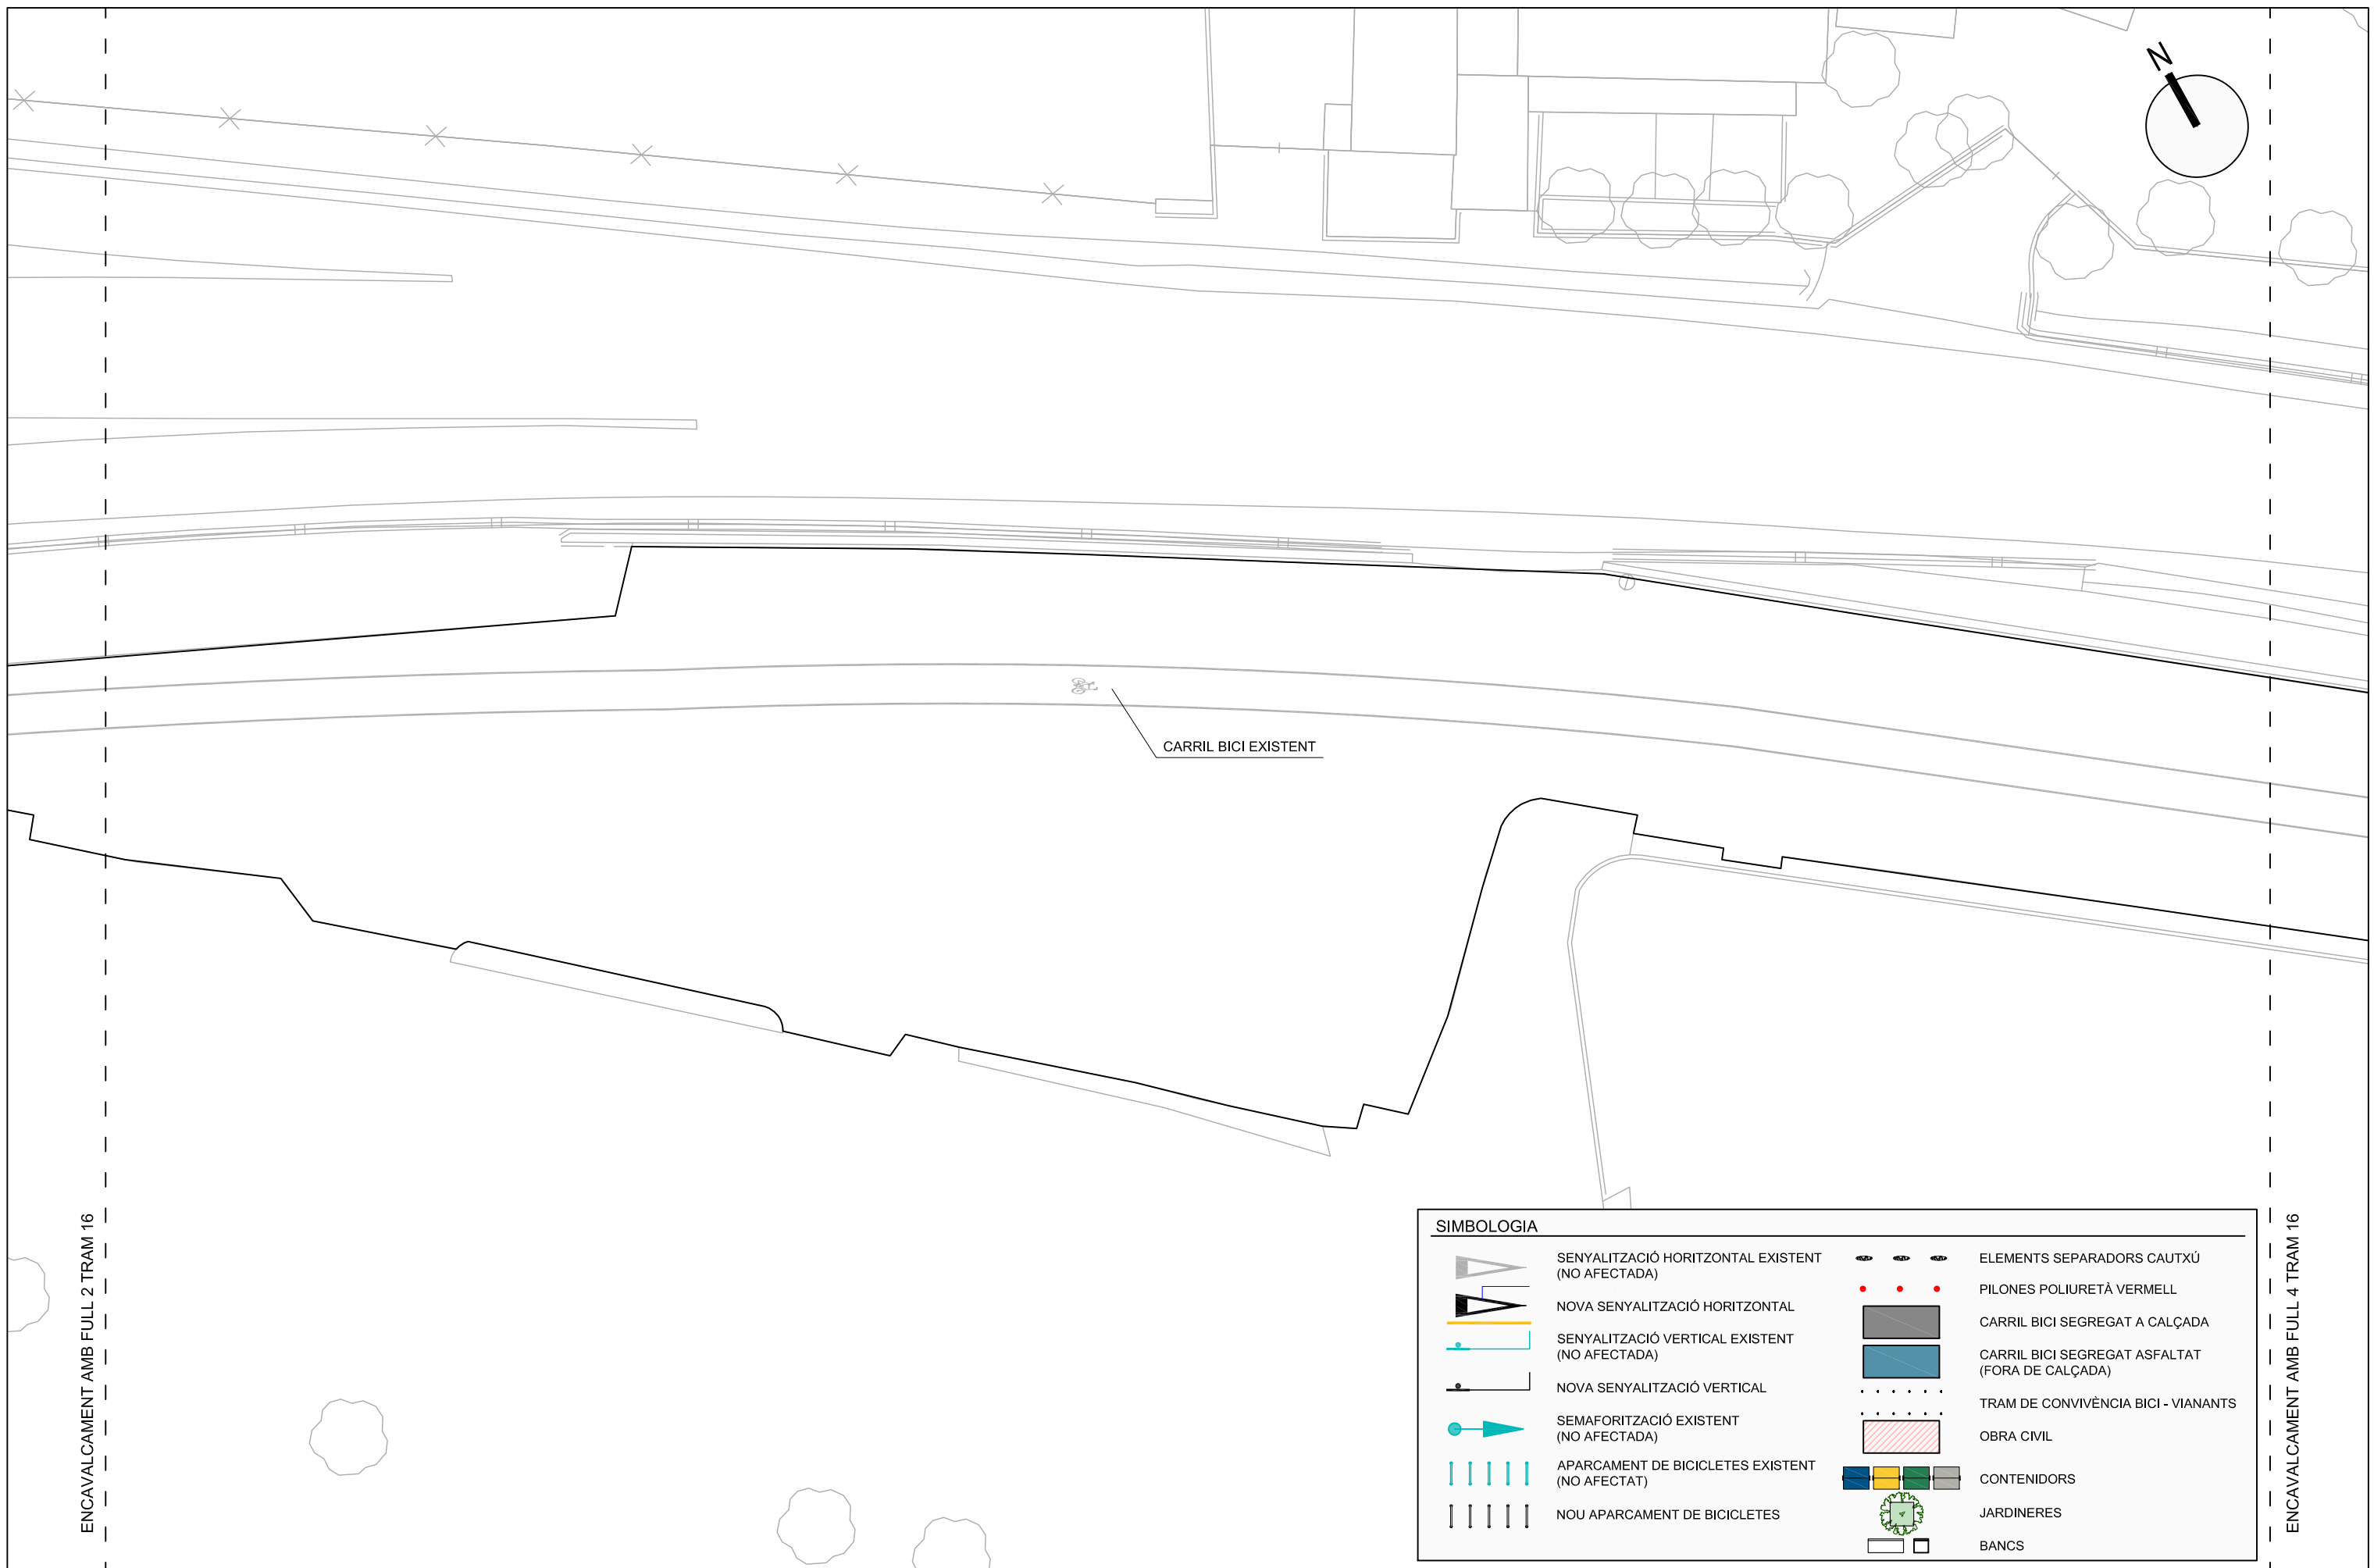 N
CARRIL BICI EXISTENT
ENCAVALCAMENT AMB FULL 2 TRAM 16
SIMBOLOGIA
SENYALITZACIÓ HORITZONTAL EXISTENT
(NO AFECTADA)
NOVA SENYALITZACIÓ HORITZONTAL
SENYALITZACIÓ VERTICAL EXISTENT
(NO AFECTADA)
NOVA SENYALITZACIÓ VERTICAL
SEMAFORITZACIÓ EXISTENT
(NO AFECTADA)
APARCAMENT DE BICICLETES EXISTENT
(NO AFECTAT)
NOU APARCAMENT DE BICICLETES
ELEMENTS SEPARADORS CAUTXÚ
PILONES POLIURETÀ VERMELL
CARRIL BICI SEGREGAT A CALÇADA
CARRIL BICI SEGREGAT ASFALTAT
(FORA DE CALÇADA)
TRAM DE CONVIVÈNCIA BICI - VIANANTS
OBRA CIVIL
CONTENIDORS
JARDINERES
BANCS
ENCAVALCAMENT AMB FULL 4 TRAM 16